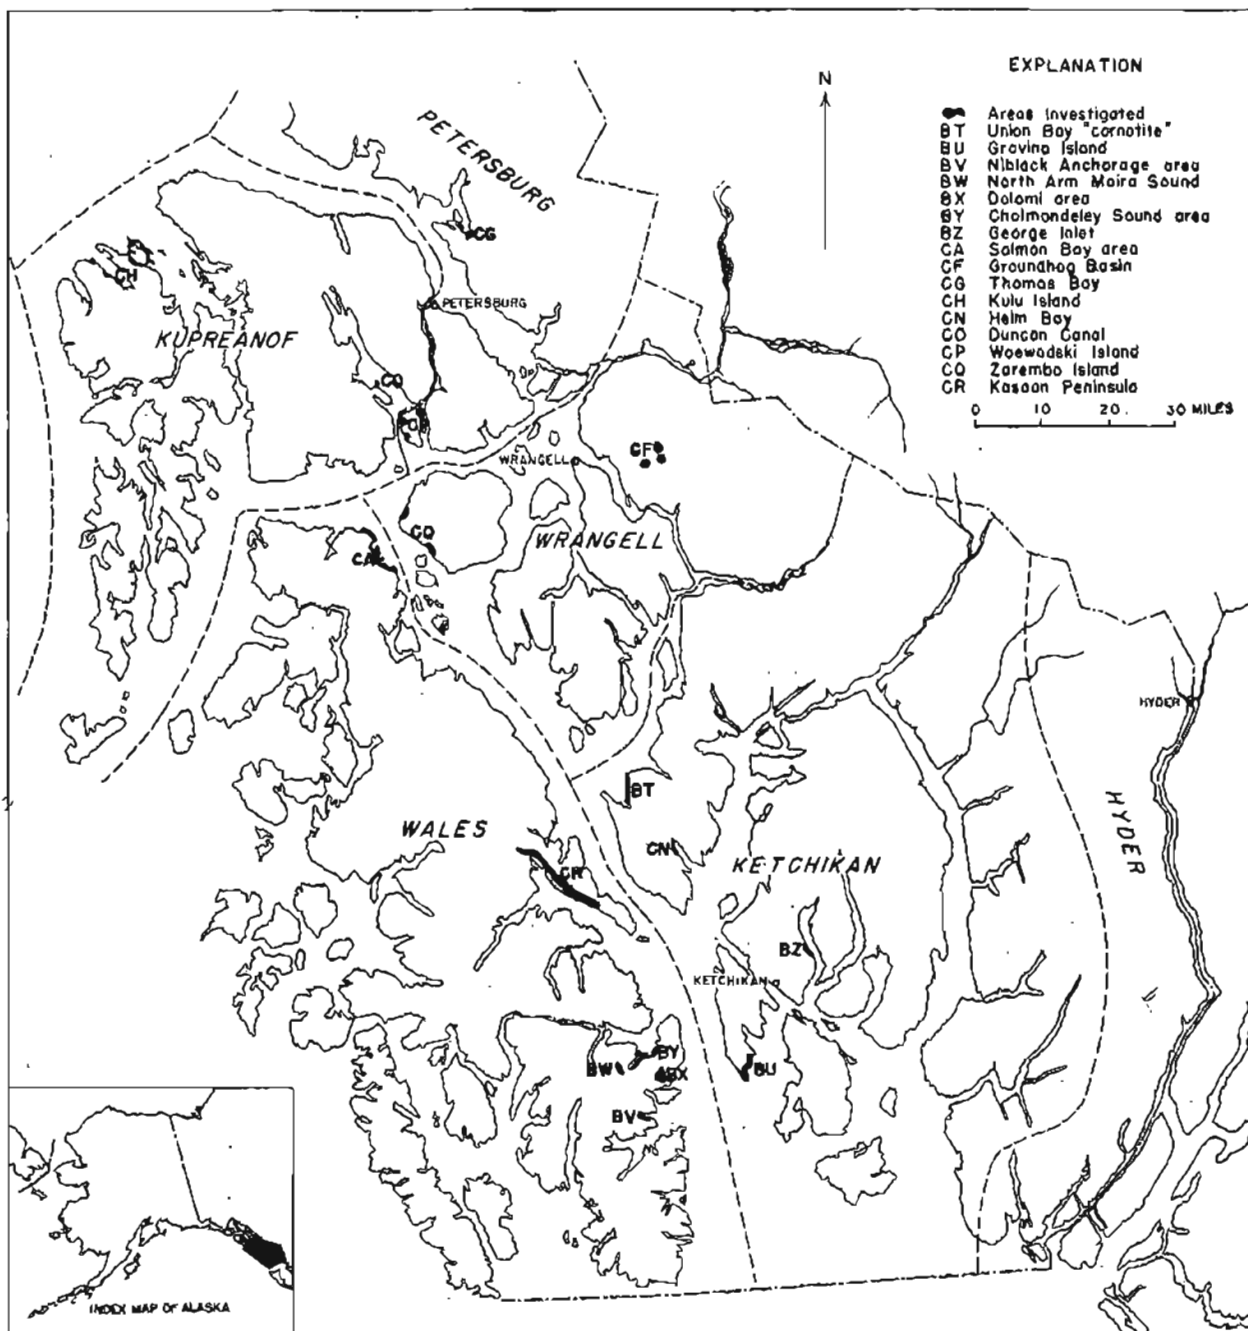 EXPLANATION
Areas Investigated
BT Union Bay "carnotite"
BU Gravina Island
BV Niblack Anchorage area
BW North Arm Moira Sound
BX Dolomi area
BY Cholmondeley Sound area
BZ George Inlet
CA Salmon Bay area
CF Groundhog Basin
CG Thomas Bay
CH Kuiu Island
CN Helm Bay
CO Duncan Canal
CP Woewodski Island
CQ Zarembo Island
CR Kasaan Peninsula
0 10 20 30 MILES
N
PETERSBURG
CG
CH
PETERSBURG
KUPREANOF
CO
CF
WRANGELL
CQ
WRANGELL
CA
HYDER
BT
HYDER
WALES
CN
KETCHIKAN
CR
BZ
KETCHIKAN
BY
BW
BX
BU
BV
INDEX MAP OF ALASKA